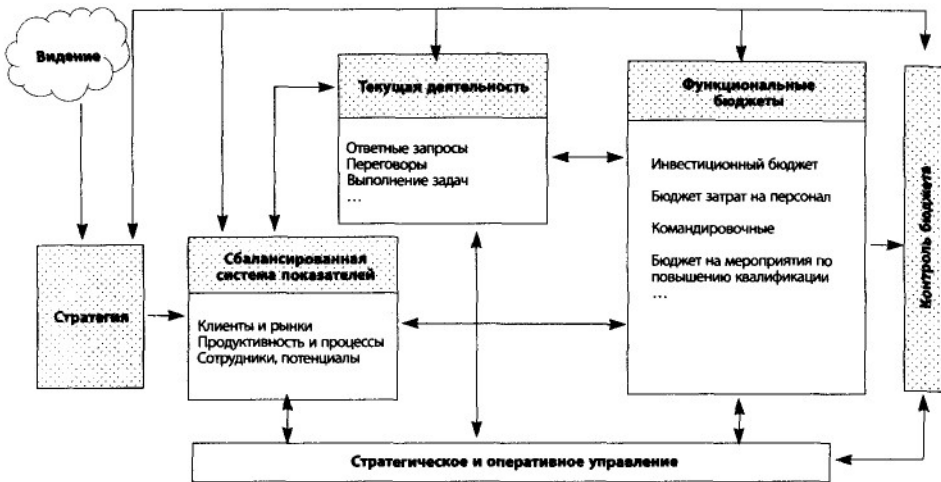 Видение
Текущая деятельность
Ответные запросы
Переговоры
Выполнение задач
…
Функциональные
бюджеты
Инвестиционный бюджет
Бюджет затрат на персонал
Командировочные
Бюджет на мероприятия по
повышению квалификации
…
Контроль бюджета
Стратегия
Сбалансированная
система показателей
Клиенты и рынки
Продуктивность и процессы
Сотрудники, потенциалы
Стратегическое и оперативное управление